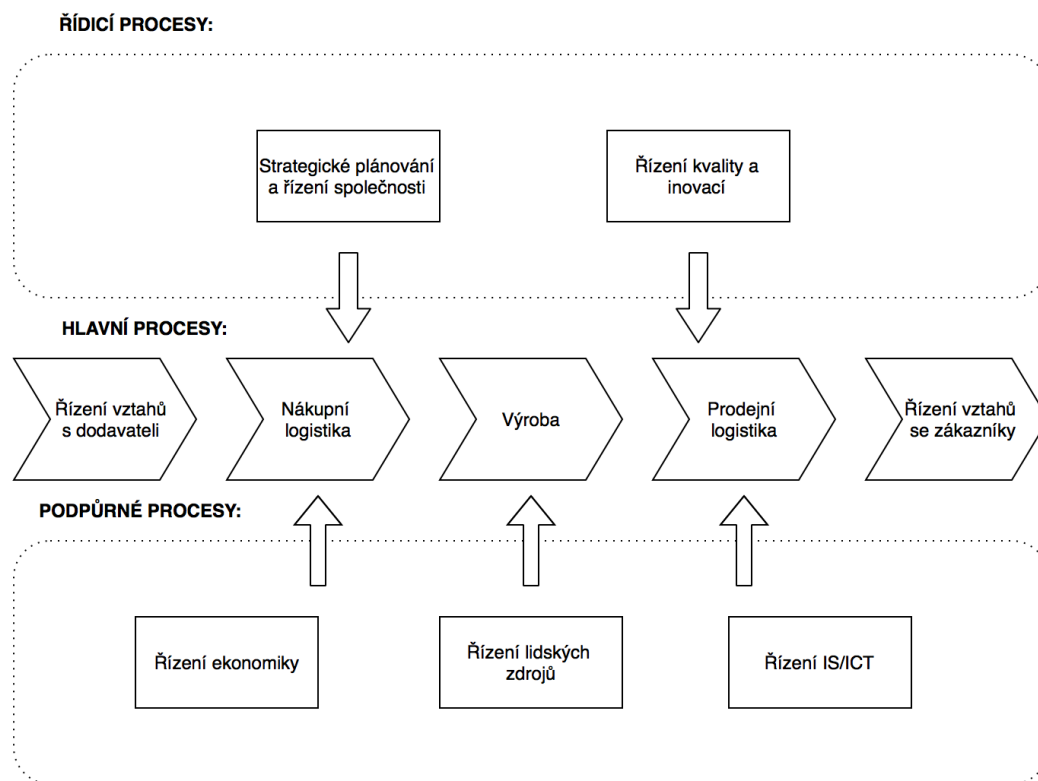 ŘÍDICÍ PROCESY:
Strategické plánování
a řízení společnosti
Řízení kvality a
inovací
HLAVNÍ PROCESY:
Řízení vztahů
s dodavateli
Nákupní
logistika
Výroba
Prodejní
logistika
Řízení vztahů
se zákazníky
PODPŮRNÉ PROCESY:
Řízení ekonomiky
Řízení lidských
zdrojů
Řízení IS/ICT